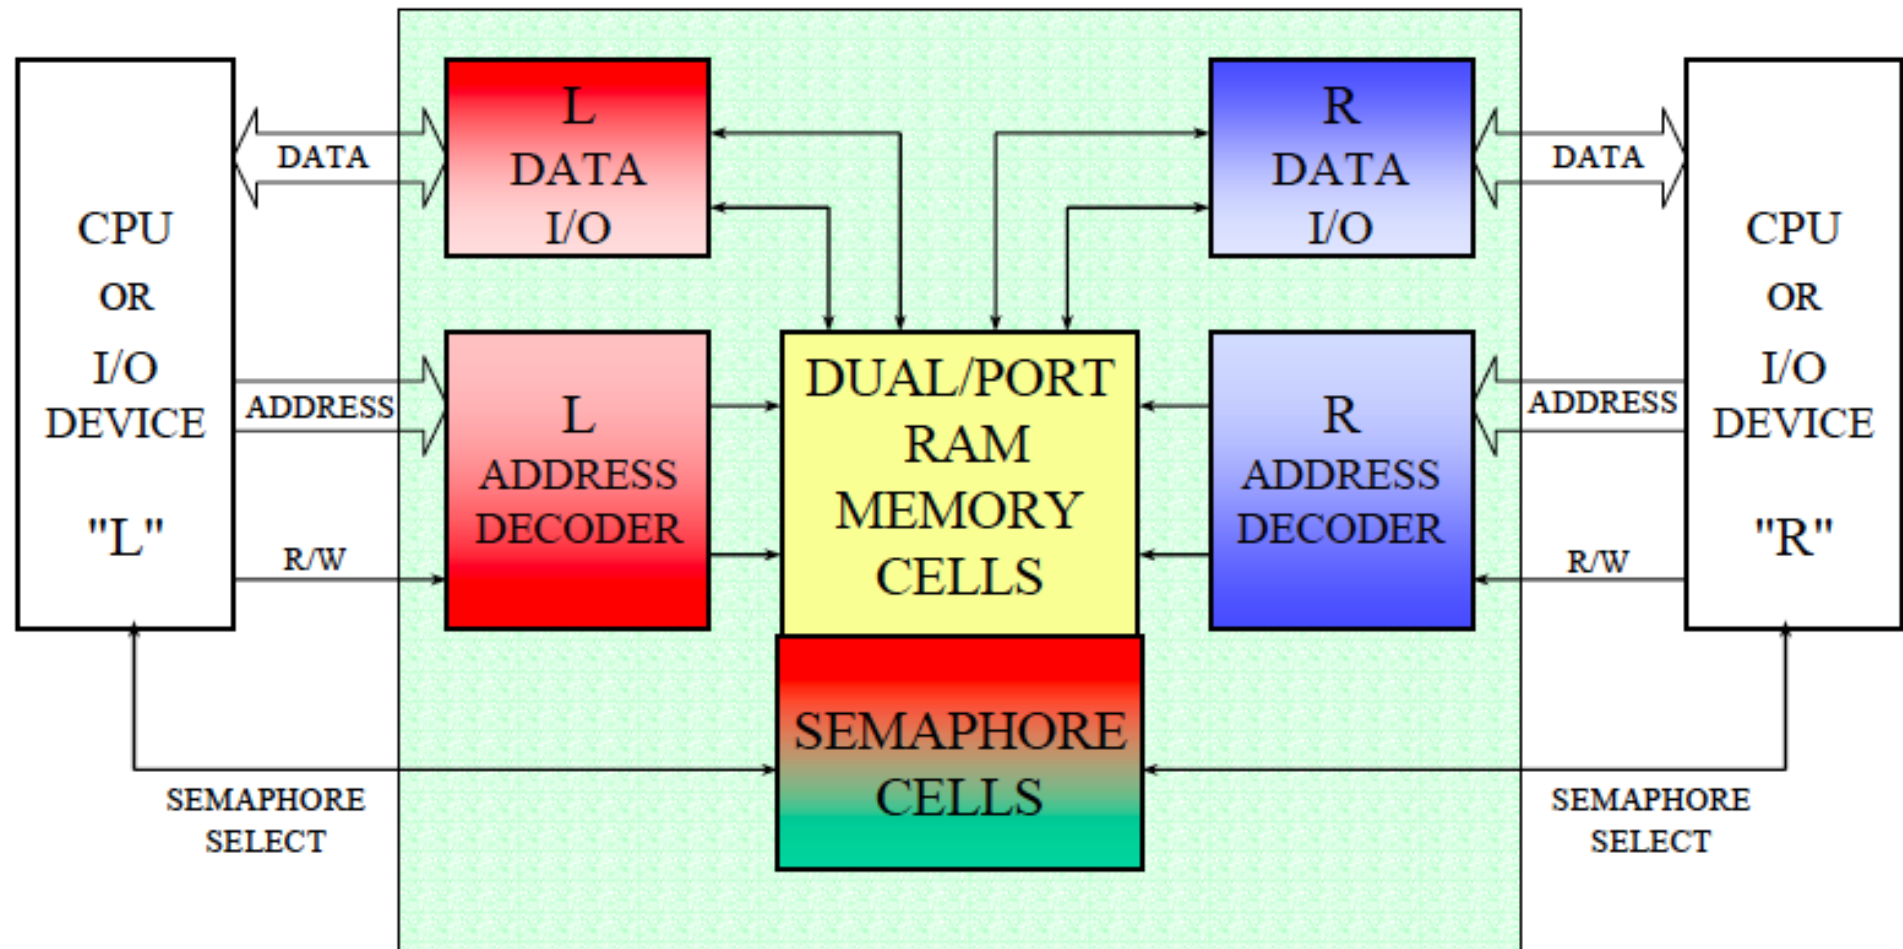 CPU
OR
I/O
DEVICE
"L"
DATA
ADDRESS
R/W
SEMAPHORE
SELECT
L
DATA
I/O
L
ADDRESS
DECODER
DUAL/PORT
RAM
MEMORY
CELLS
SEMAPHORE
CELLS
R
DATA
I/O
R
ADDRESS
DECODER
DATA
ADDRESS
R/W
SEMAPHORE
SELECT
CPU
OR
I/O
DEVICE
"R"